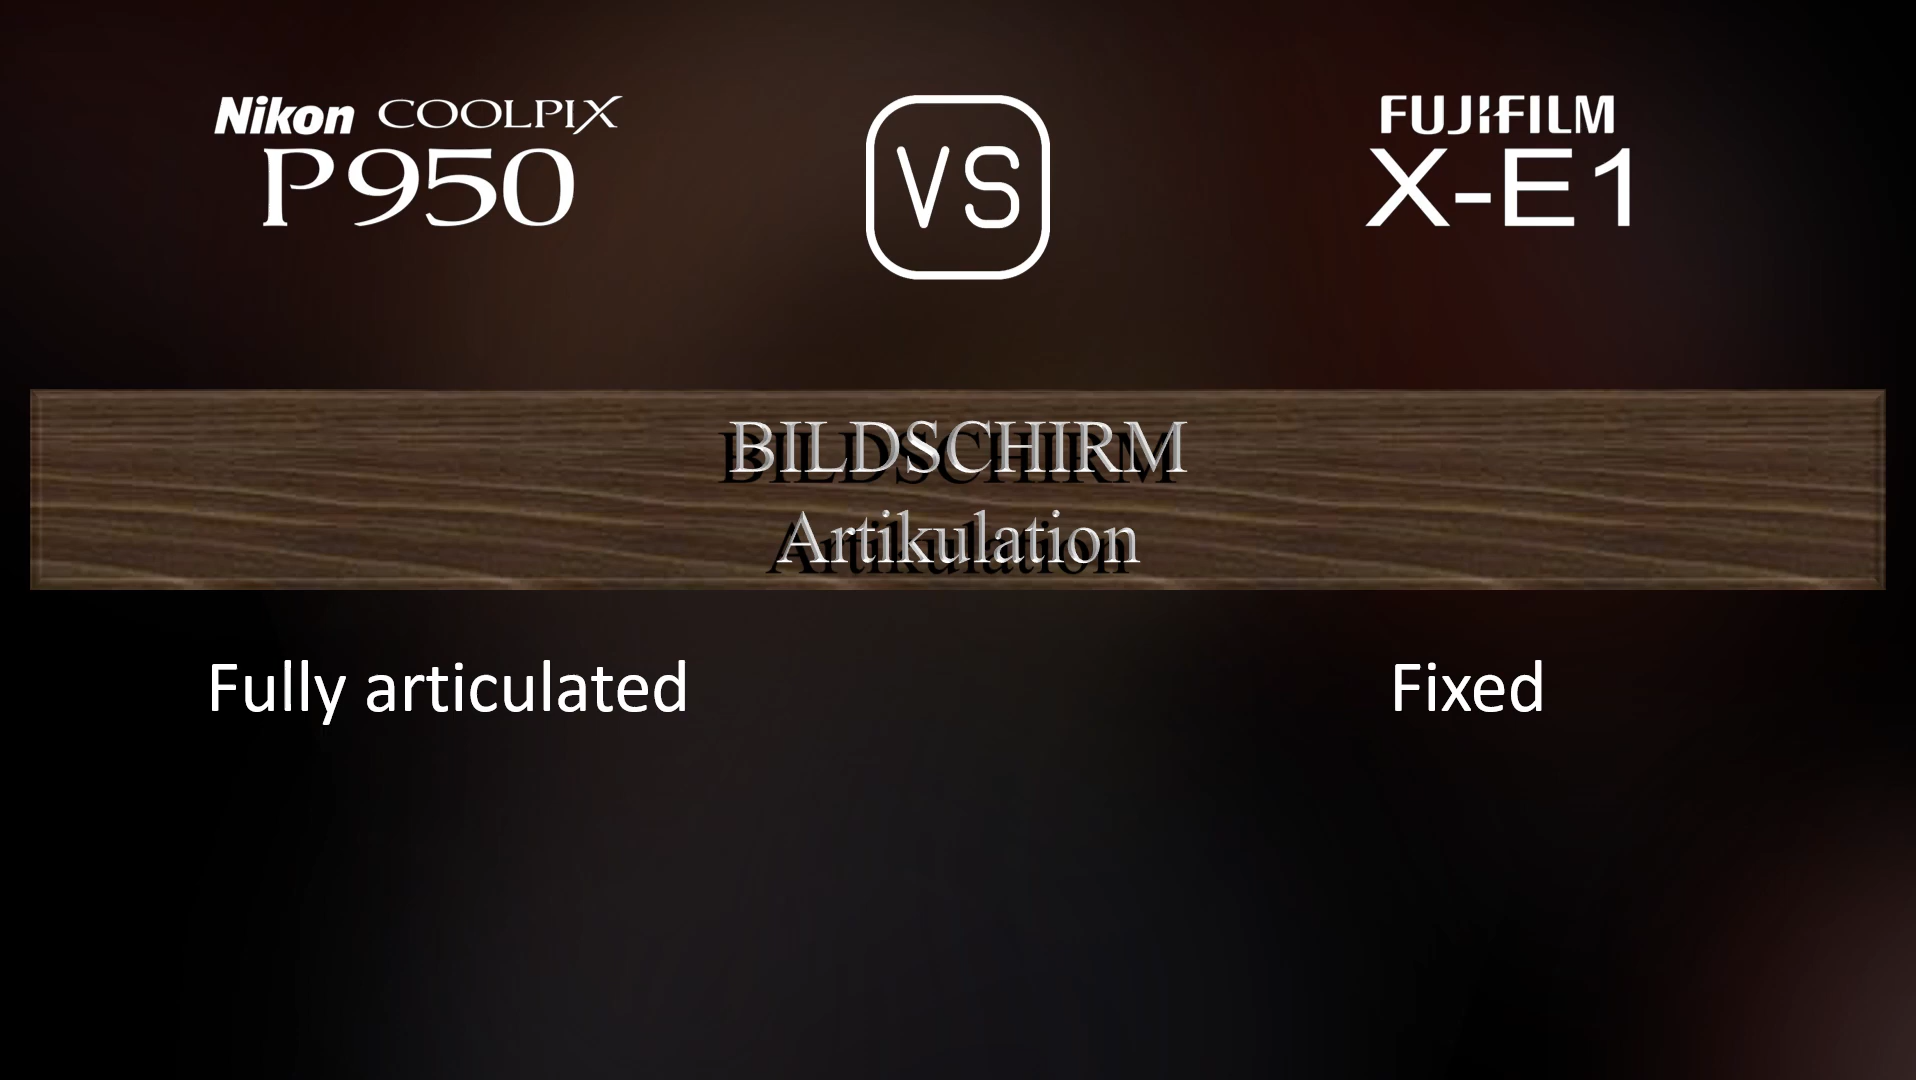 Nikon COOLPIX
P950
VS
FUJIFILM
X-E1
BILDSCHIRM
Artikulation
Fully articulated
Fixed